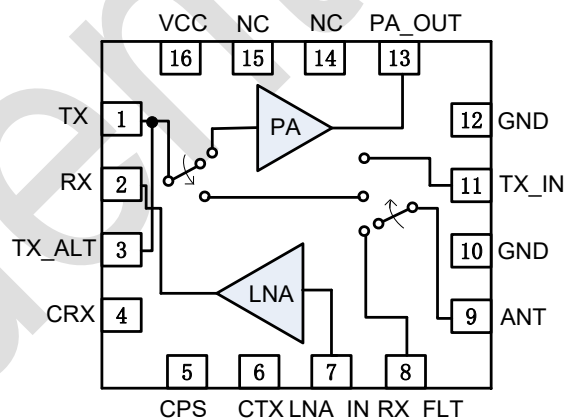 VCC NC NC PA_OUT
16 15 14 13
TX 1 PA 12 GND
RX 2 11 TX_IN
TX_ALT 3 10 GND
CRX 4 LNA 9 ANT
5 6 7 8
CPS CTX LNA_IN RX_FLT